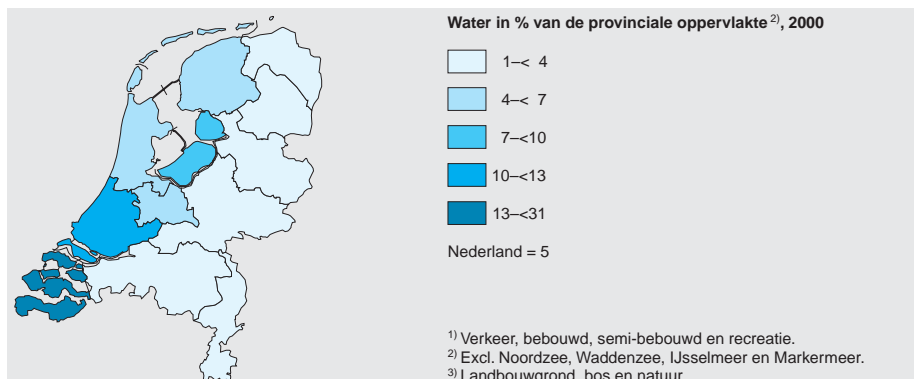 Water in % van de provinciale oppervlakte 2), 2000
1–< 4
4–< 7
7–<10
10–<13
13–<31
Nederland = 5
1) Verkeer, bebouwd, semi-bebouwd en recreatie.
2) Excl. Noordzee, Waddenzee, IJsselmeer en Markermeer.
3) Landbouwgrond, bos en natuur.